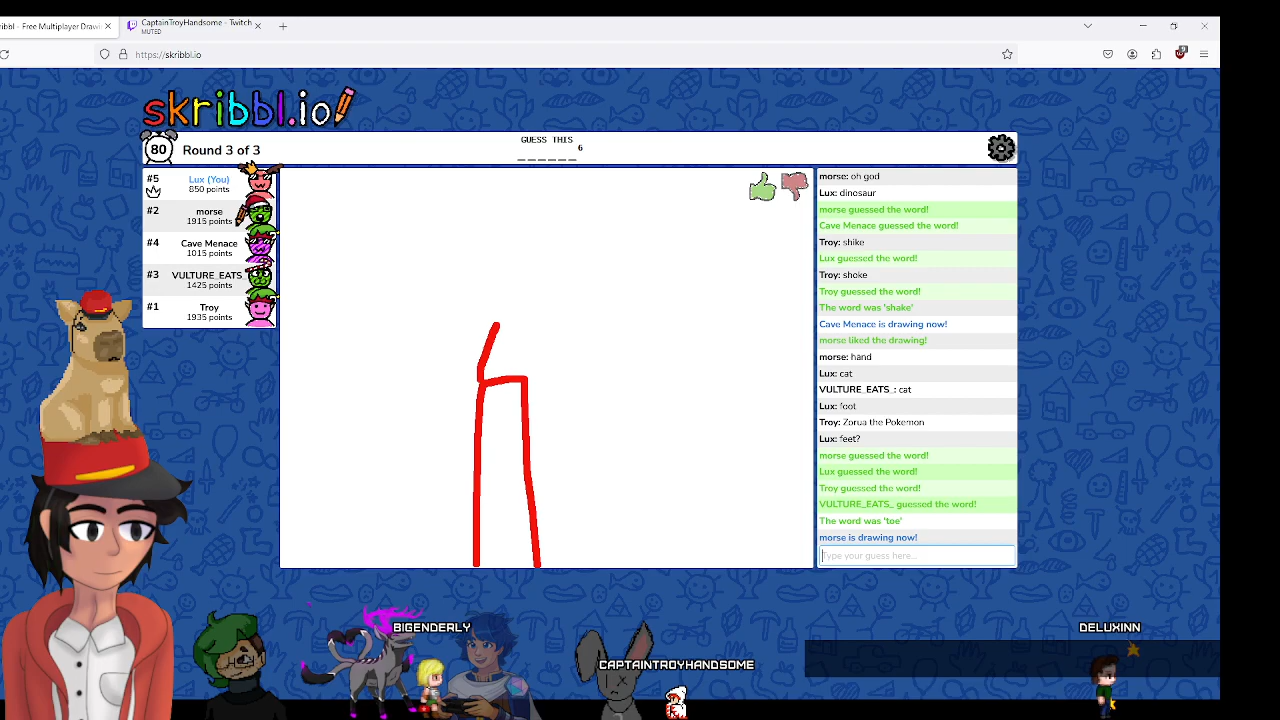 ibbl - Free Multiplayer Draw
CaptainTroyHandsome - Twitch
MUTED
https://skribbl.io
skribbl.io
80
Round 3 of 3
GUESS THIS
______ 6
#5
Lux (You)
850 points
#2
morse
1915 points
#4
Cave Menace
1015 points
#3
VULTURE_EATS_
1425 points
#1
Troy
1935 points
morse: oh god
Lux: dinosaur
morse guessed the word!
Cave Menace guessed the word!
Troy: shike
Lux guessed the word!
Troy: shoke
Troy guessed the word!
The word was 'shake'
Cave Menace is drawing now!
morse liked the drawing!
morse: hand
Lux: cat
VULTURE_EATS_: cat
Lux: foot
Troy: Zorua the Pokemon
Lux: feet?
morse guessed the word!
Lux guessed the word!
Troy guessed the word!
VULTURE_EATS_ guessed the word!
The word was 'toe'
morse is drawing now!
Type your guess here...
BIGENDERLY
CAPTAINTROYHANDSOME
DELUXINN